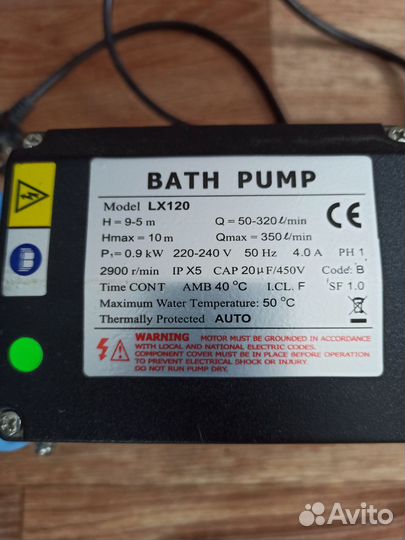 BATH PUMP
Model LX120
H = 9-5 m Q = 50-320ℓ/min
Hmax = 10 m Qmax = 350ℓ/min
P₁= 0.9 kW 220-240 V 50 Hz 4.0 A PH 1
2900 r/min IP X5 CAP 20µF/450V Code: B
Time CONT AMB 40 °C I.CL. F SF 1.0
Maximum Water Temperature: 50 °C
Thermally Protected AUTO
CE
WARNING MOTOR MUST BE GROUNDED IN ACCORDANCE
WITH LOCAL AND NATIONAL ELECTRIC CODES.
COMPONENT COVER MUST BE IN PLACE BEFORE OPERATION
TO PREVENT ELECTRICAL SHOCK OR INJURY.
DO NOT RUN PUMP DRY.
Avito